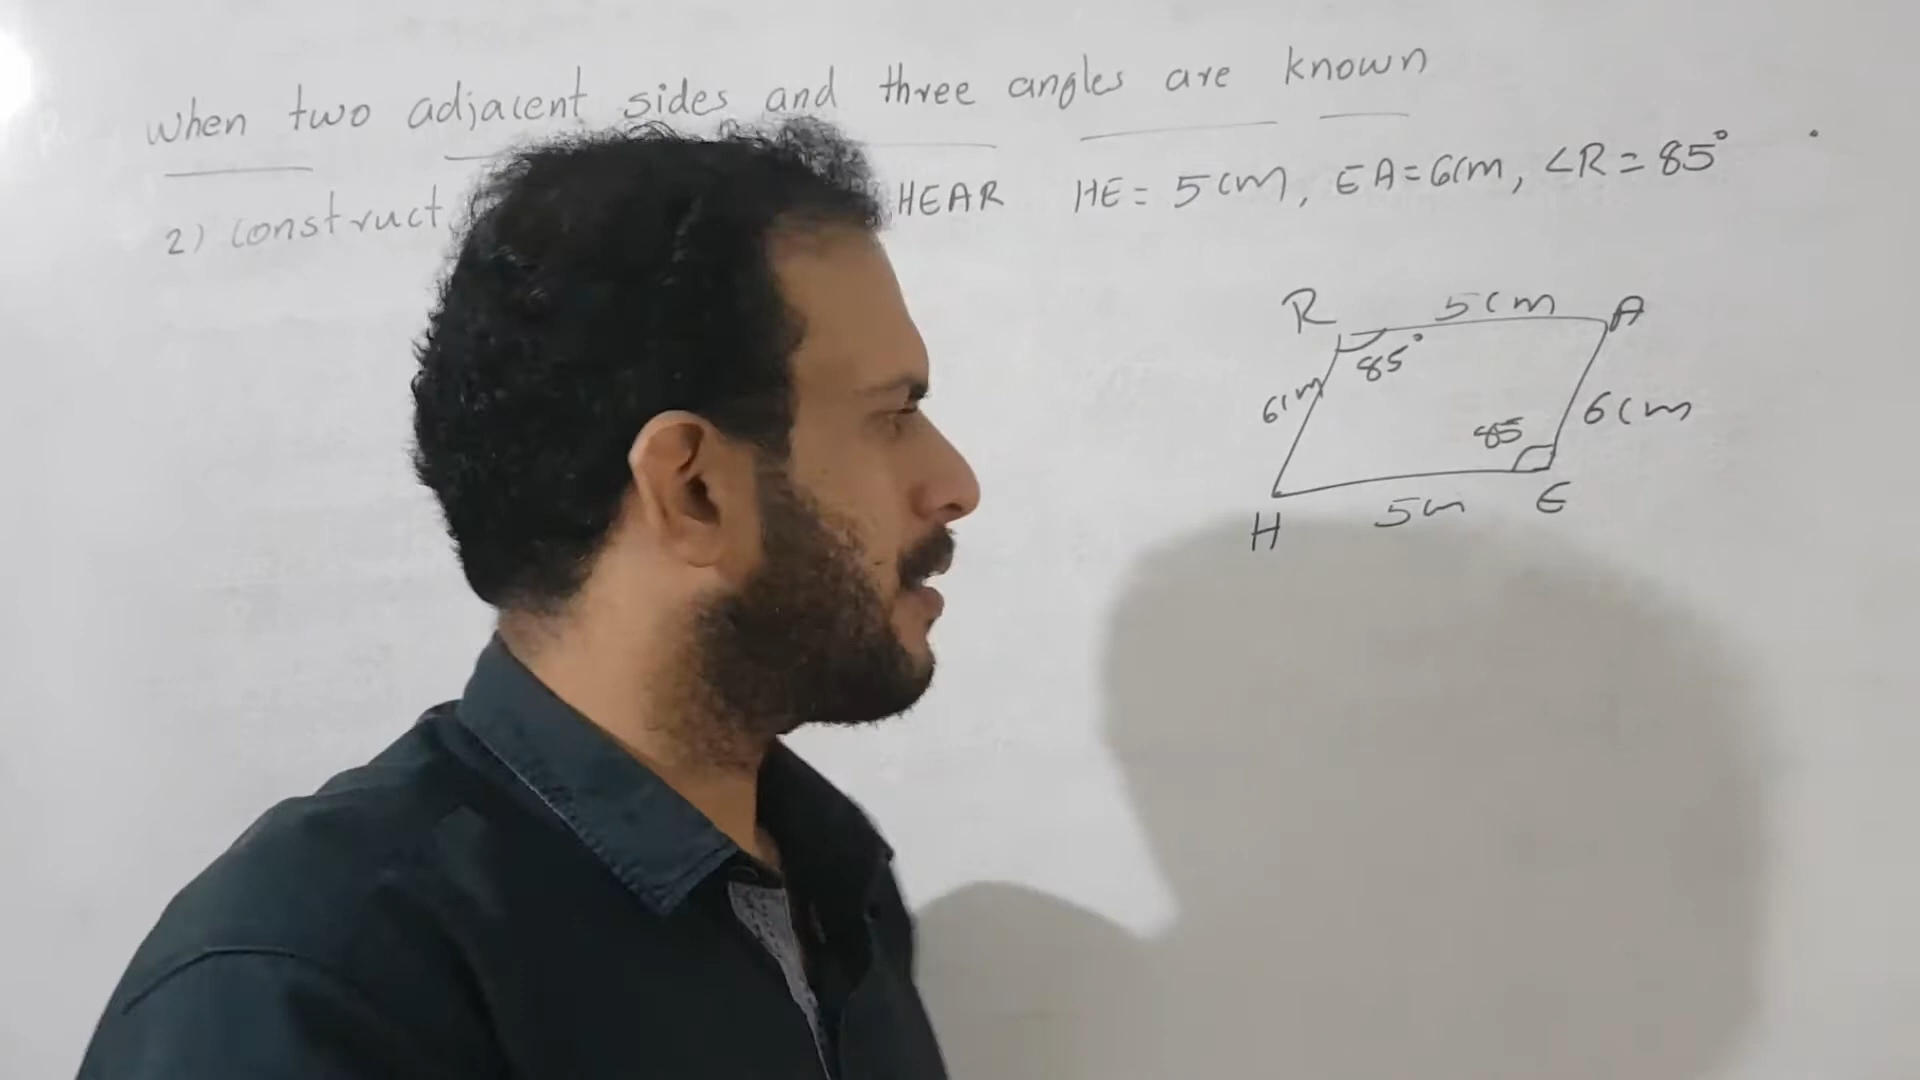 When two adjacent sides and three angles are known
2) construct HEAR HE = 5cm, EA = 6cm, ∠R = 85°
R 5cm A
85°
6cm 6cm
85
H 5cm E